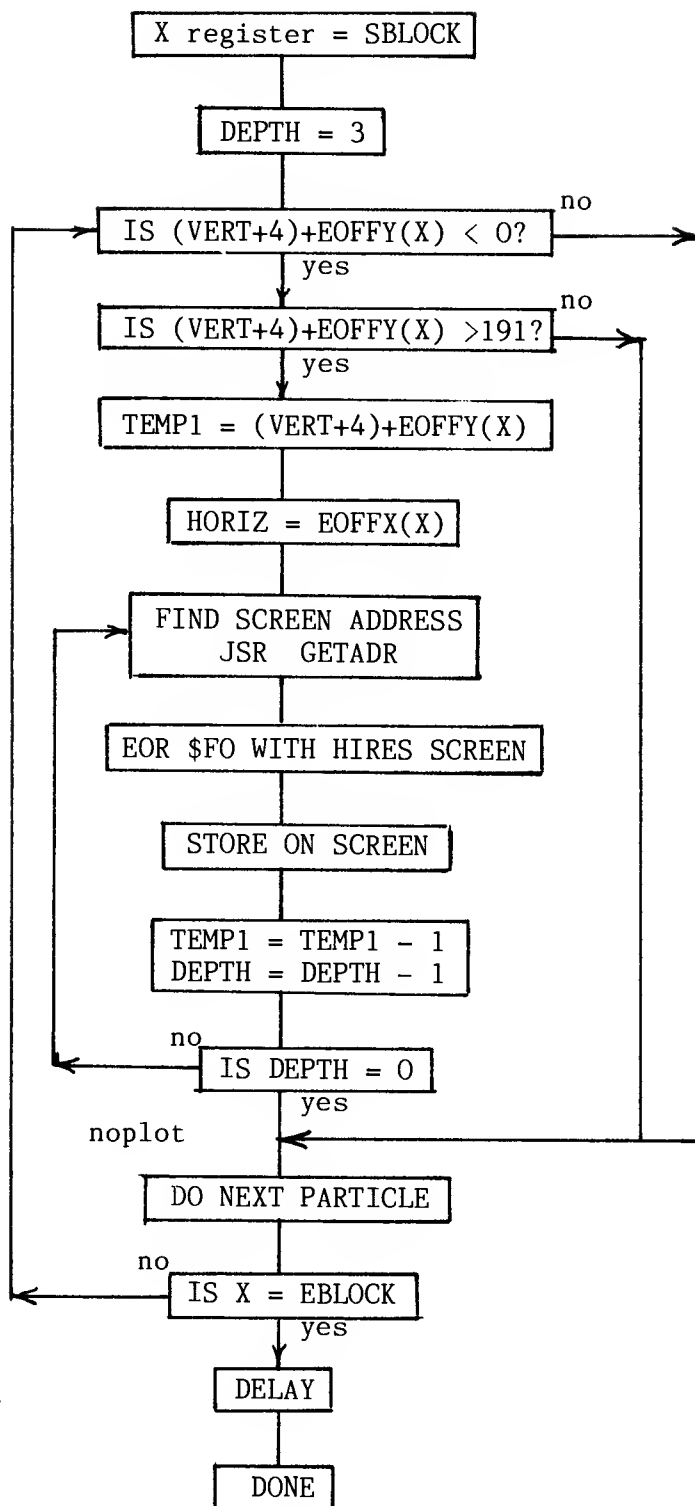 X register = SBLOCK
DEPTH = 3
no
IS (VERT+4)+EOFFY(X) < 0?
yes
no
IS (VERT+4)+EOFFY(X) >191?
yes
TEMP1 = (VERT+4)+EOFFY(X)
HORIZ = EOFFX(X)
FIND SCREEN ADDRESS
JSR GETADR
EOR $F0 WITH HIRES SCREEN
STORE ON SCREEN
TEMP1 = TEMP1 - 1
DEPTH = DEPTH - 1
no
IS DEPTH = 0
yes
noplot
DO NEXT PARTICLE
no
IS X = EBLOCK
yes
DELAY
DONE